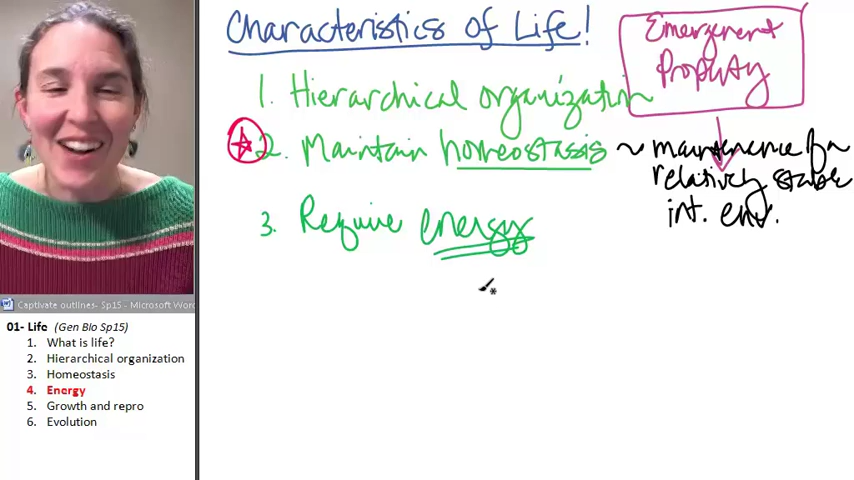 Characteristics of Life!
Emergent
Property
1. Hierarchical organization
2. Maintain homeostasis ~ maintenence of a
relatively stable
int. env.
3. Require energy
Captivate outlines- Sp15 - Microsoft Word
01- Life (Gen Bio Sp15)
1. What is life?
2. Hierarchical organization
3. Homeostasis
4. Energy
5. Growth and repro
6. Evolution